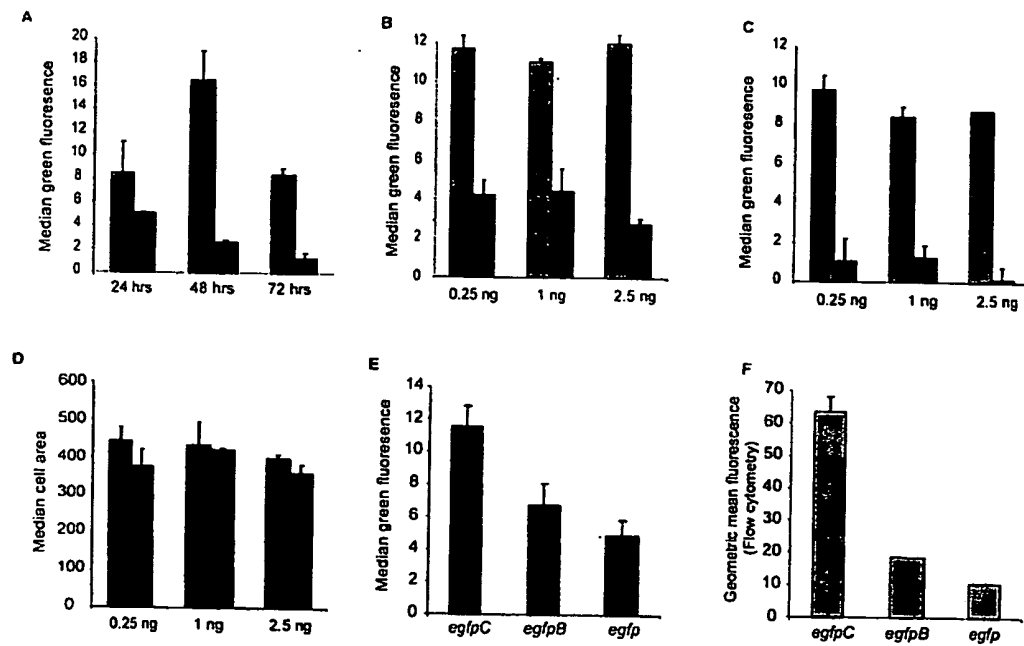 A
Median green fluoresence
20
18
16
14
12
10
8
6
4
2
0
24 hrs 48 hrs 72 hrs
B
Median green fluoresence
12
10
8
6
4
2
0
0.25 ng 1 ng 2.5 ng
C
Median green fluoresence
12
10
8
6
4
2
0
0.25 ng 1 ng 2.5 ng
D
Median cell area
600
500
400
300
200
100
0
0.25 ng 1 ng 2.5 ng
E
Median green fluoresence
14
12
10
8
6
4
2
0
egfpC egfpB egfp
F
Geometric mean fluorescence
(Flow cytometry)
70
60
50
40
30
20
10
0
egfpC egfpB egfp